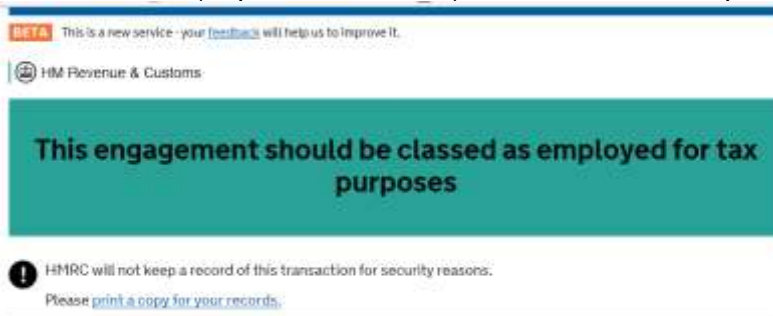 BETA This is a new service - your feedback will help us to improve it.
HM Revenue & Customs
This engagement should be classed as employed for tax
purposes
! HMRC will not keep a record of this transaction for security reasons.
Please print a copy for your records.